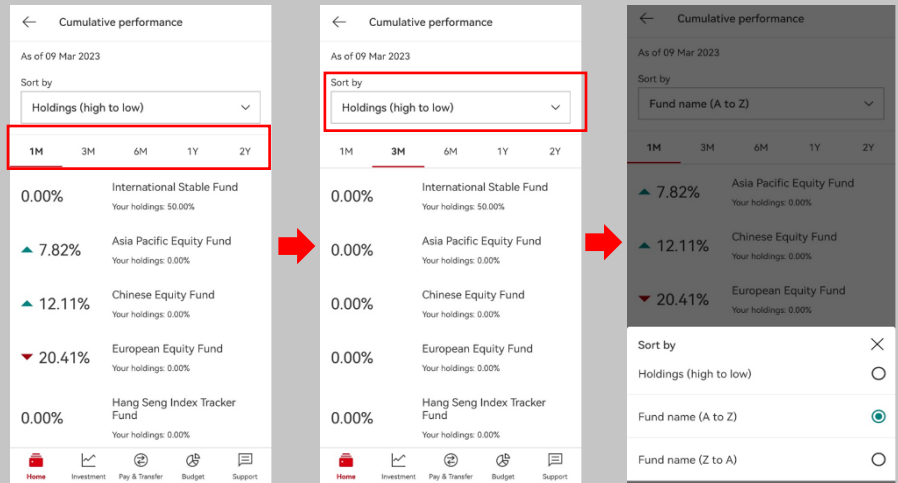 Cumulative performance
As of 09 Mar 2023
Sort by
Holdings (high to low)
1M 3M 6M 1Y 2Y
0.00%
International Stable Fund
Your holdings: 50.00%
7.82%
Asia Pacific Equity Fund
Your holdings: 0.00%
12.11%
Chinese Equity Fund
Your holdings: 0.00%
20.41%
European Equity Fund
Your holdings: 0.00%
0.00%
Hang Seng Index Tracker
Fund
Your holdings: 0.00%
Home Investment Pay & Transfer Budget Support
Cumulative performance
As of 09 Mar 2023
Sort by
Holdings (high to low)
1M 3M 6M 1Y 2Y
0.00%
International Stable Fund
Your holdings: 50.00%
0.00%
Asia Pacific Equity Fund
Your holdings: 0.00%
0.00%
Chinese Equity Fund
Your holdings: 0.00%
0.00%
European Equity Fund
Your holdings: 0.00%
0.00%
Hang Seng Index Tracker
Fund
Your holdings: 0.00%
Home Investment Pay & Transfer Budget Support
Cumulative performance
As of 09 Mar 2023
Sort by
Fund name (A to Z)
1M 3M 6M 1Y 2Y
7.82%
Asia Pacific Equity Fund
Your holdings: 0.00%
12.11%
Chinese Equity Fund
Your holdings: 0.00%
20.41%
European Equity Fund
Your holdings: 0.00%
Sort by
Holdings (high to low)
Fund name (A to Z)
Fund name (Z to A)